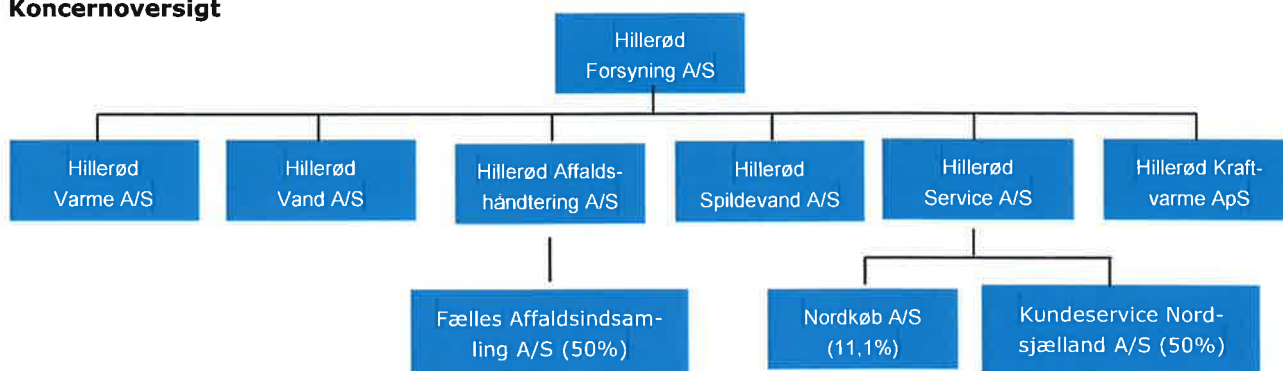 Koncernoversigt
Hillerød
Forsyning A/S
Hillerød
Varme A/S
Hillerød
Vand A/S
Hillerød Affalds-
håndtering A/S
Hillerød
Spildevand A/S
Hillerød
Service A/S
Hillerød Kraft-
varme ApS
Fælles Affaldsindsam-
ling A/S (50%)
Nordkøb A/S
(11,1%)
Kundeservice Nord-
sjælland A/S (50%)